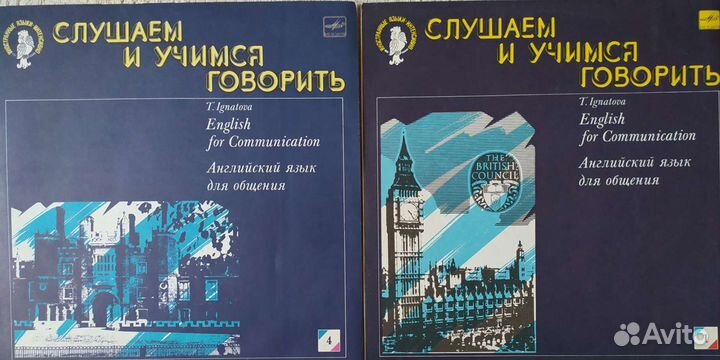 СЛУШАЕМ
И УЧИМСЯ
ГОВОРИТЬ
T. Ignatova
English
for Communication
Английский язык
для общения
4
СЛУШАЕМ
И УЧИМСЯ
ГОВОРИТЬ
T. Ignatova
English
for Communication
Английский язык
для общения
THE
BRITISH
COUNCIL
Avito